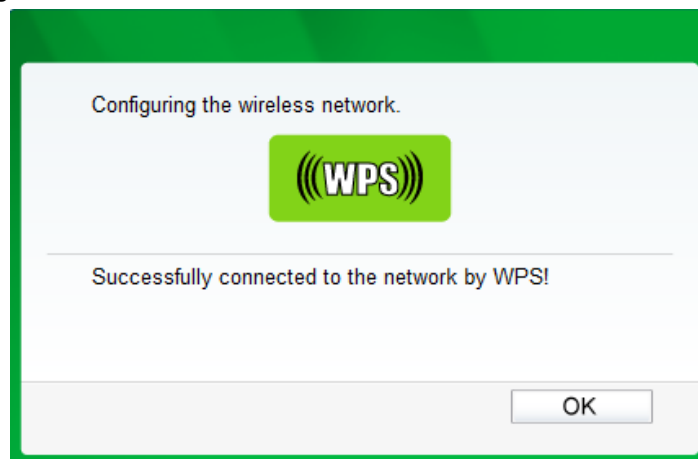 Configuring the wireless network.
(((WPS)))
Successfully connected to the network by WPS!
OK